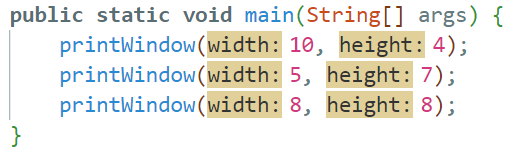 public static void main(String[] args) {
printWindow(width: 10, height: 4);
printWindow(width: 5, height: 7);
printWindow(width: 8, height: 8);
}